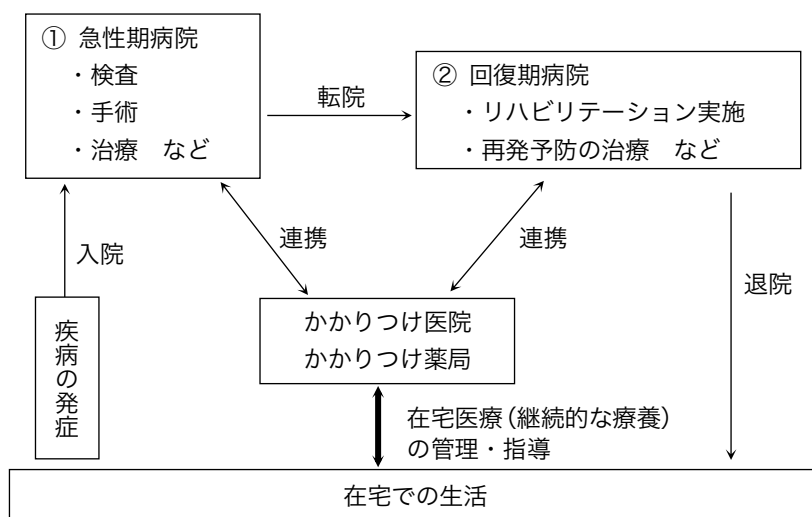 ① 急性期病院
・検査
・手術
・治療　など
転院
② 回復期病院
・リハビリテーション実施
・再発予防の治療　など
入院
連携
連携
退院
疾病の発症
かかりつけ医院
かかりつけ薬局
在宅医療(継続的な療養)
の管理・指導
在宅での生活